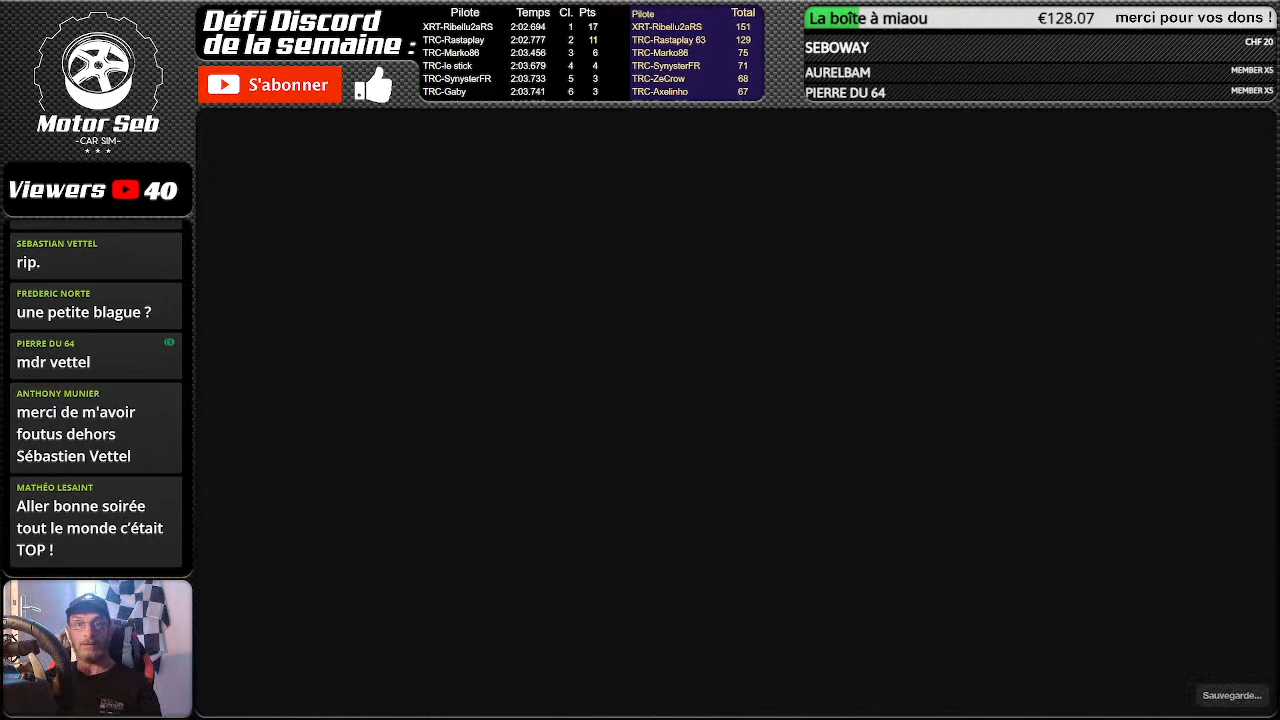 Motor Seb
-CAR SIM-
Viewers 40
SEBASTIAN VETTEL
rip.
FREDERIC NORTE
une petite blague ?
PIERRE DU 64
mdr vettel
ANTHONY MUNIER
merci de m'avoir
foutus dehors
Sébastien Vettel
MATHÉO LESAINT
Aller bonne soirée
tout le monde c'était
TOP !
Défi Discord
de la semaine :
S'abonner
Pilote Temps Cl. Pts
XRT-Ribellu2aRS 2:02.694 1 17
TRC-Rastaplay 2:02.777 2 11
TRC-Marko86 2:03.456 3 6
TRC-le stick 2:03.679 4 4
TRC-SynysterFR 2:03.733 5 3
TRC-Gaby 2:03.741 6 3
Pilote Total
XRT-Ribellu2aRS 151
TRC-Rastaplay 63 129
TRC-Marko86 75
TRC-SynysterFR 71
TRC-ZeCrow 68
TRC-Axelinho 67
La boîte à miaou €128.07 merci pour vos dons !
SEBOWAY CHF 20
AURELBAM MEMBER X5
PIERRE DU 64 MEMBER X5
Sauvegarde...